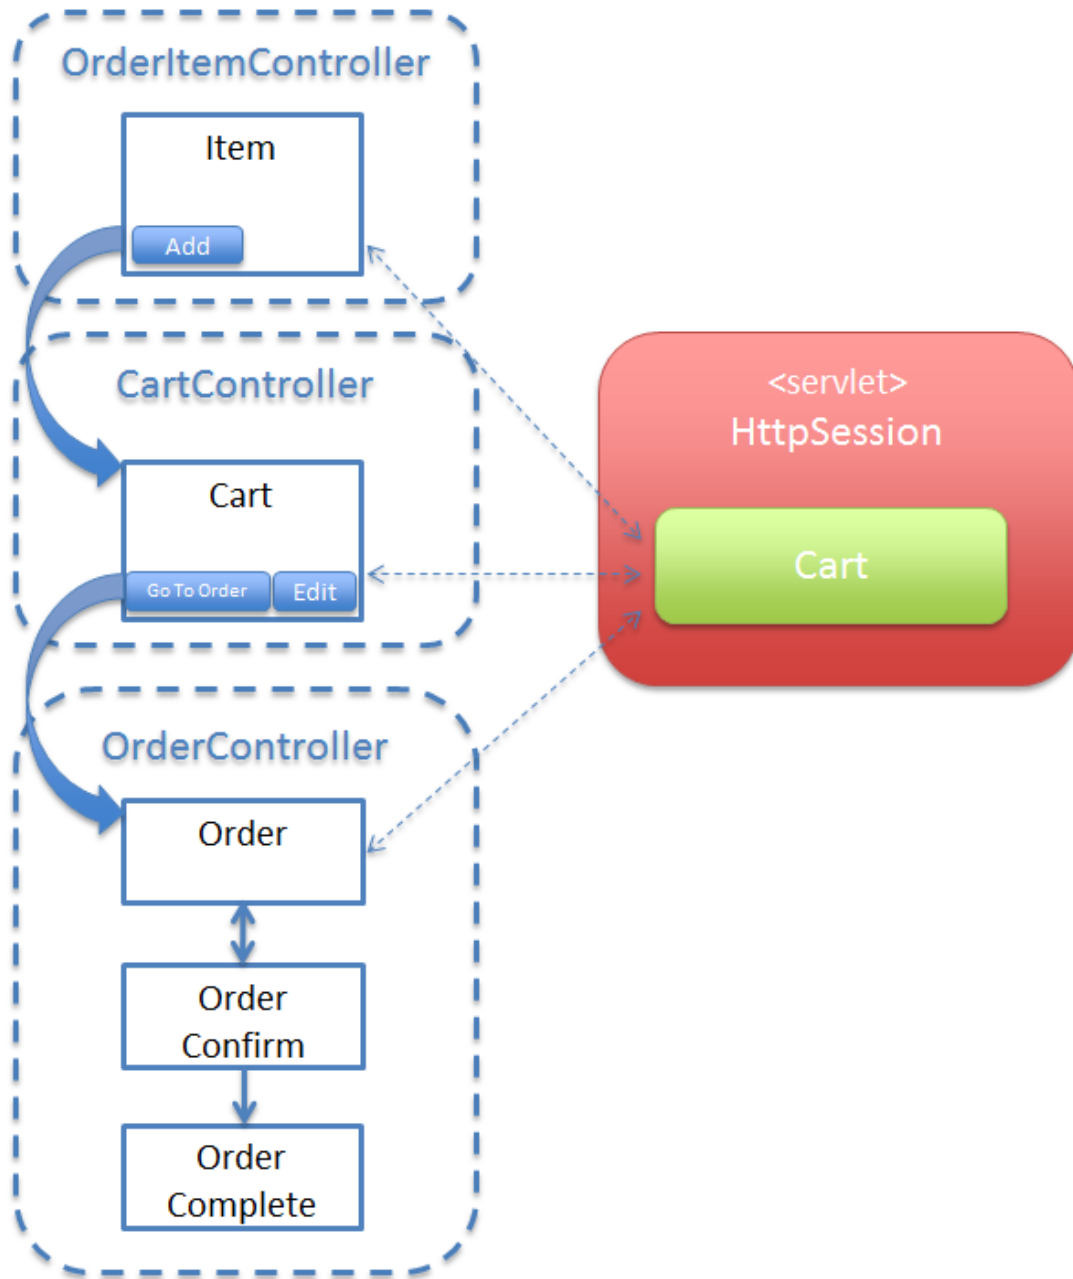 OrderItemController
Item
Add
CartController
Cart
Go To Order
Edit
<servlet>
HttpSession
Cart
OrderController
Order
Order
Confirm
Order
Complete